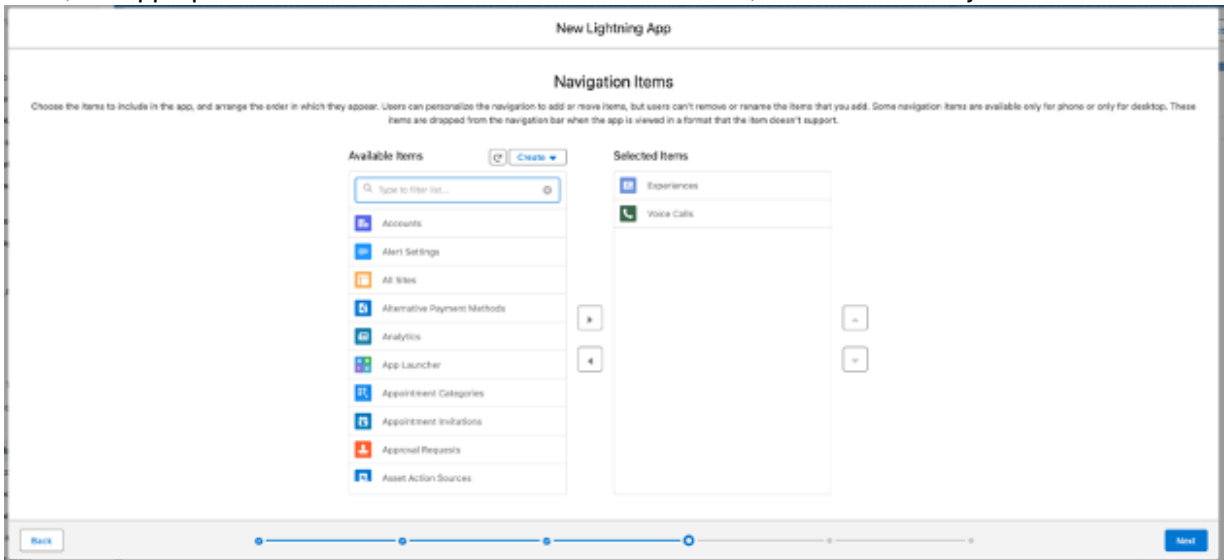 New Lightning App
Navigation Items
Choose the items to include in the app, and arrange the order in which they appear. Users can personalize the navigation to add or move items, but users can't remove or rename the items that you add. Some navigation items are available only for phone or only for desktop. These
items are dropped from the navigation bar when the app is viewed in a format that the item doesn't support.
Available Items
Create
Selected Items
Type to filter list...
Accounts
Alert Settings
All Sites
Alternative Payment Methods
Analytics
App Launcher
Appointment Categories
Appointment Invitations
Approval Requests
Asset Action Sources
Experiences
Voice Calls
Back
Next